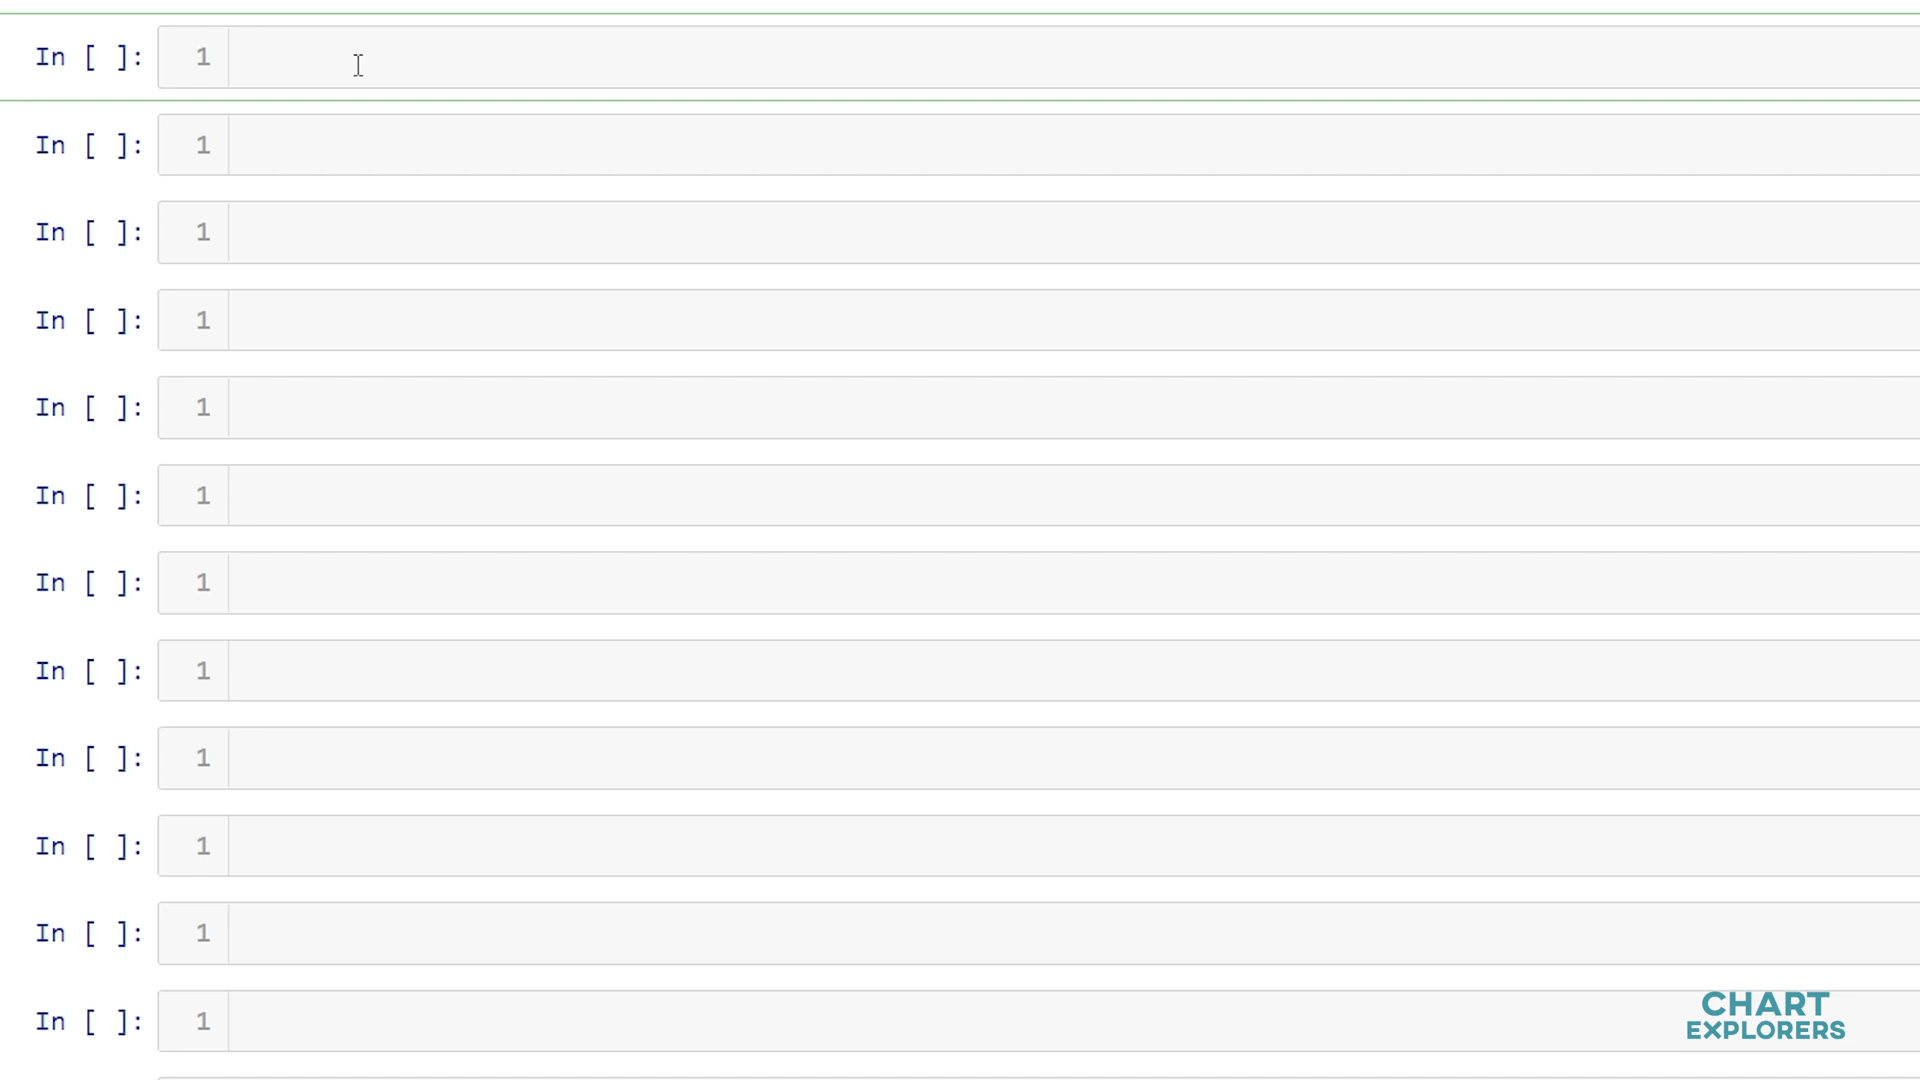 In [ ]: 1
In [ ]: 1
In [ ]: 1
In [ ]: 1
In [ ]: 1
In [ ]: 1
In [ ]: 1
In [ ]: 1
In [ ]: 1
In [ ]: 1
In [ ]: 1
In [ ]: 1
CHART
EXPLORERS